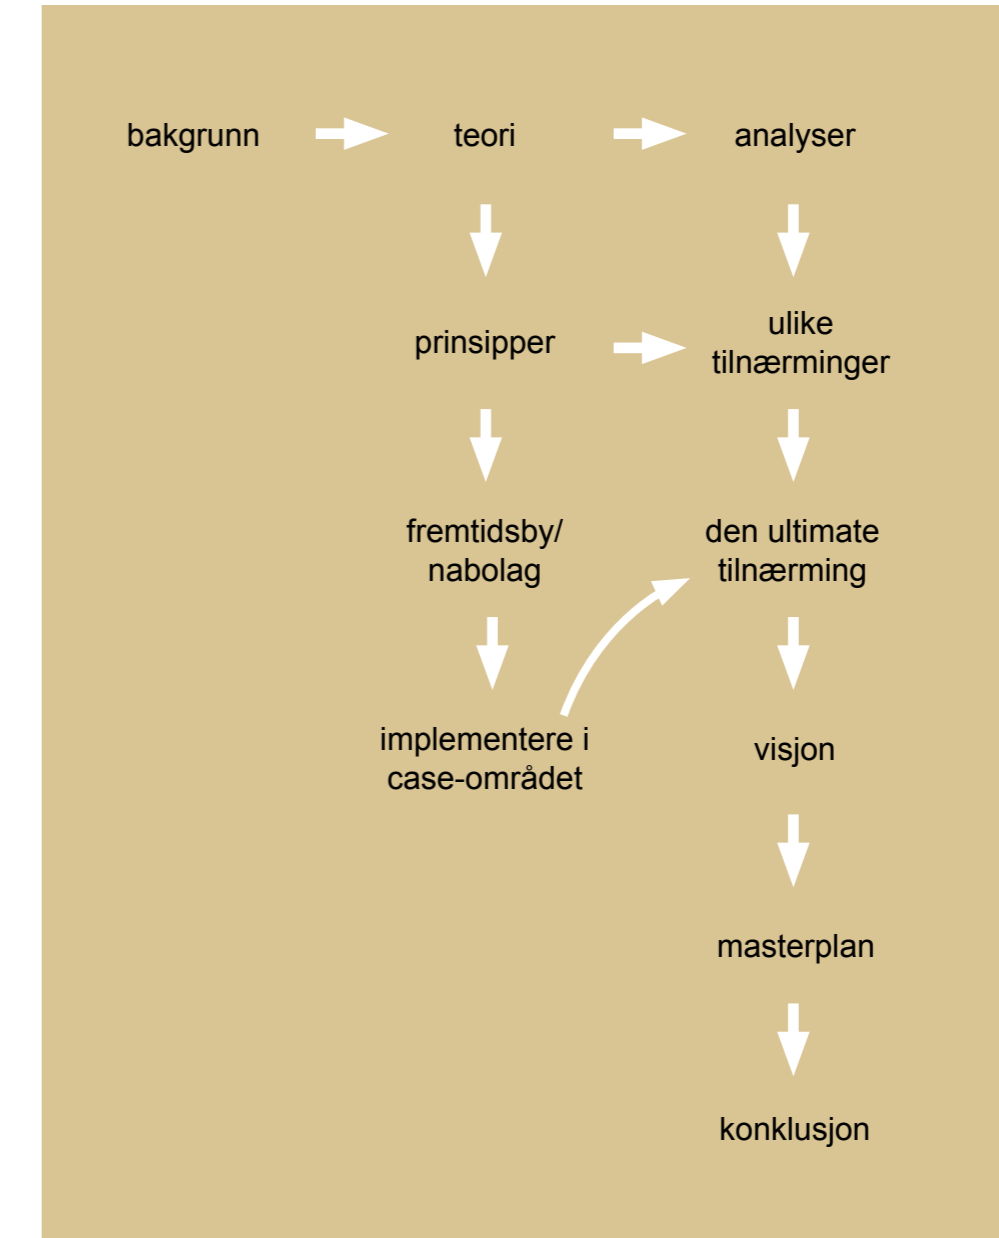 bakgrunn
teori
analyser
prinsipper
ulike
tilnærminger
fremtidsby/
nabolag
den ultimate
tilnærming
implementere i
case-området
visjon
masterplan
konklusjon